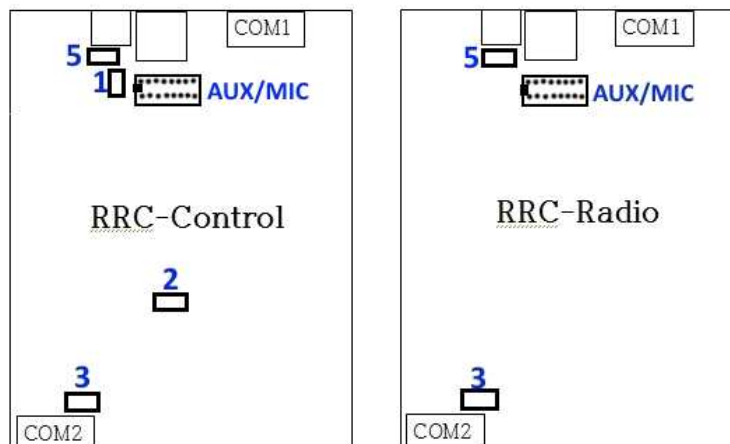 COM1
5
1
AUX/MIC
RRC-Control
2
3
COM2
COM1
5
AUX/MIC
RRC-Radio
3
COM2